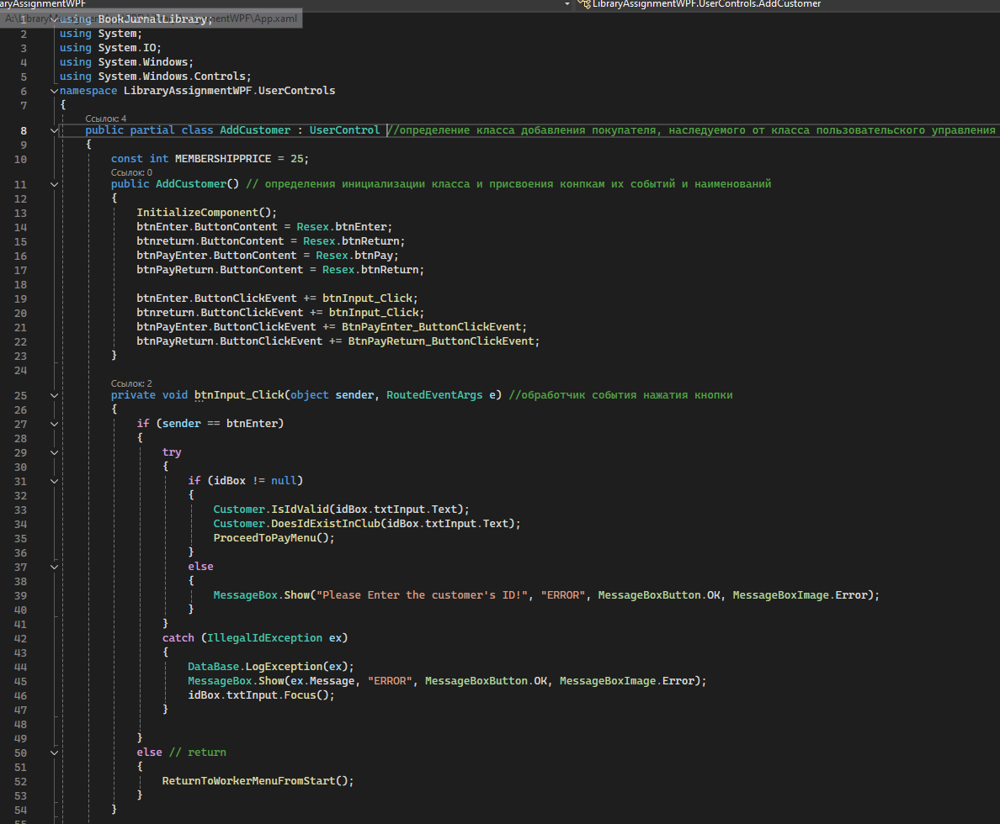 raryAssignmentWPF
LibraryAssignmentWPF.UserControls.AddCustomer
1 using BookJurnalLibrary;
2 using System;
3 using System.IO;
4 using System.Windows;
5 using System.Windows.Controls;
6 namespace LibraryAssignmentWPF.UserControls
7 {
Ссылок: 4
8 public partial class AddCustomer : UserControl //определение класса добавления покупателя, наследуемого от класса пользовательского управления
9 {
10 const int MEMBERSHIPPRICE = 25;
Ссылок: 0
11 public AddCustomer() // определения инициализации класса и присвоения конпкам их событий и наименований
12 {
13 InitializeComponent();
14 btnEnter.ButtonContent = Resex.btnEnter;
15 btnreturn.ButtonContent = Resex.btnReturn;
16 btnPayEnter.ButtonContent = Resex.btnPay;
17 btnPayReturn.ButtonContent = Resex.btnReturn;
18
19 btnEnter.ButtonClickEvent += btnInput_Click;
20 btnreturn.ButtonClickEvent += btnInput_Click;
21 btnPayEnter.ButtonClickEvent += BtnPayEnter_ButtonClickEvent;
22 btnPayReturn.ButtonClickEvent += BtnPayReturn_ButtonClickEvent;
23 }
24
Ссылок: 2
25 private void btnInput_Click(object sender, RoutedEventArgs e) //обработчик события нажатия кнопки
26 {
27 if (sender == btnEnter)
28 {
29 try
30 {
31 if (idBox != null)
32 {
33 Customer.IsIdValid(idBox.txtInput.Text);
34 Customer.DoesIdExistInClub(idBox.txtInput.Text);
35 ProceedToPayMenu();
36 }
37 else
38 {
39 MessageBox.Show("Please Enter the customer's ID!", "ERROR", MessageBoxButton.OK, MessageBoxImage.Error);
40 }
41 }
42 catch (IllegalIdException ex)
43 {
44 DataBase.LogException(ex);
45 MessageBox.Show(ex.Message, "ERROR", MessageBoxButton.OK, MessageBoxImage.Error);
46 idBox.txtInput.Focus();
47 }
48
49 }
50 else // return
51 {
52 ReturnToWorkerMenuFromStart();
53 }
54 }
55